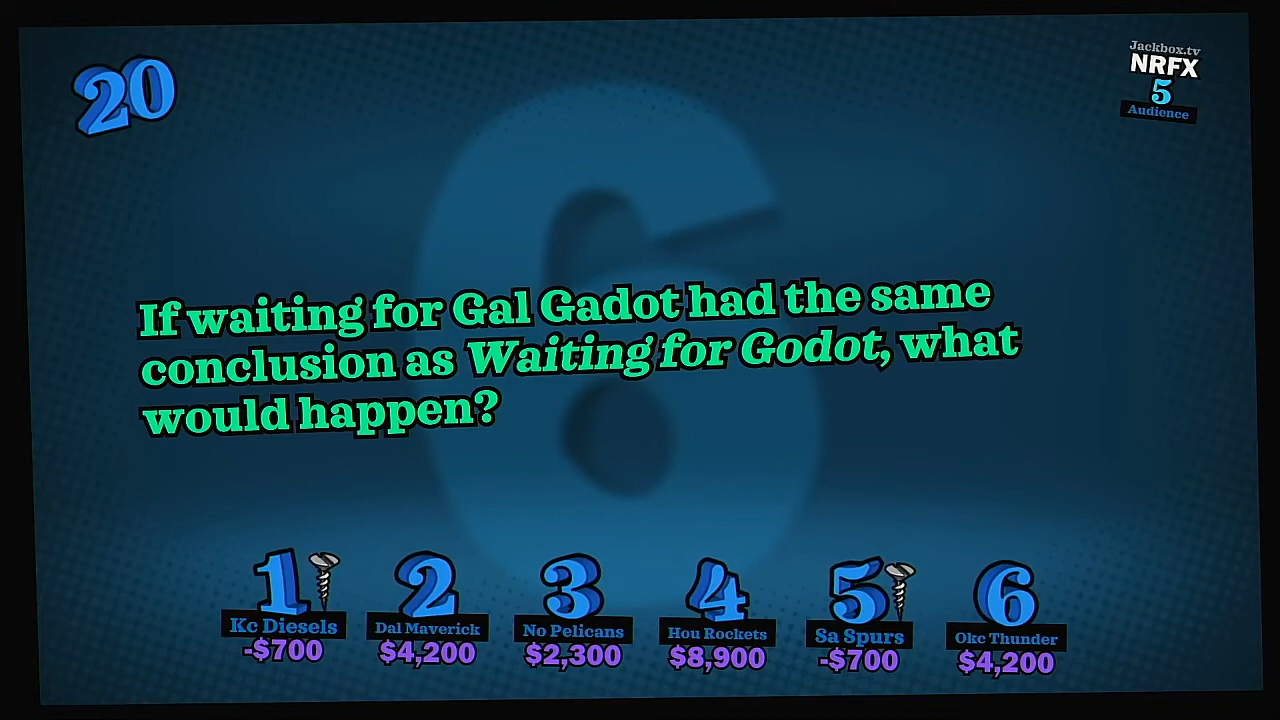 20
Jackbox.tv
NRFX
5
Audience
If waiting for Gal Gadot had the same
conclusion as Waiting for Godot, what
would happen?
6
1 2 3 4 5 6
Kc Diesels Dal Maverick No Pelicans Hou Rockets Sa Spurs Okc Thunder
-$700 $4,200 $2,300 $8,900 -$700 $4,200